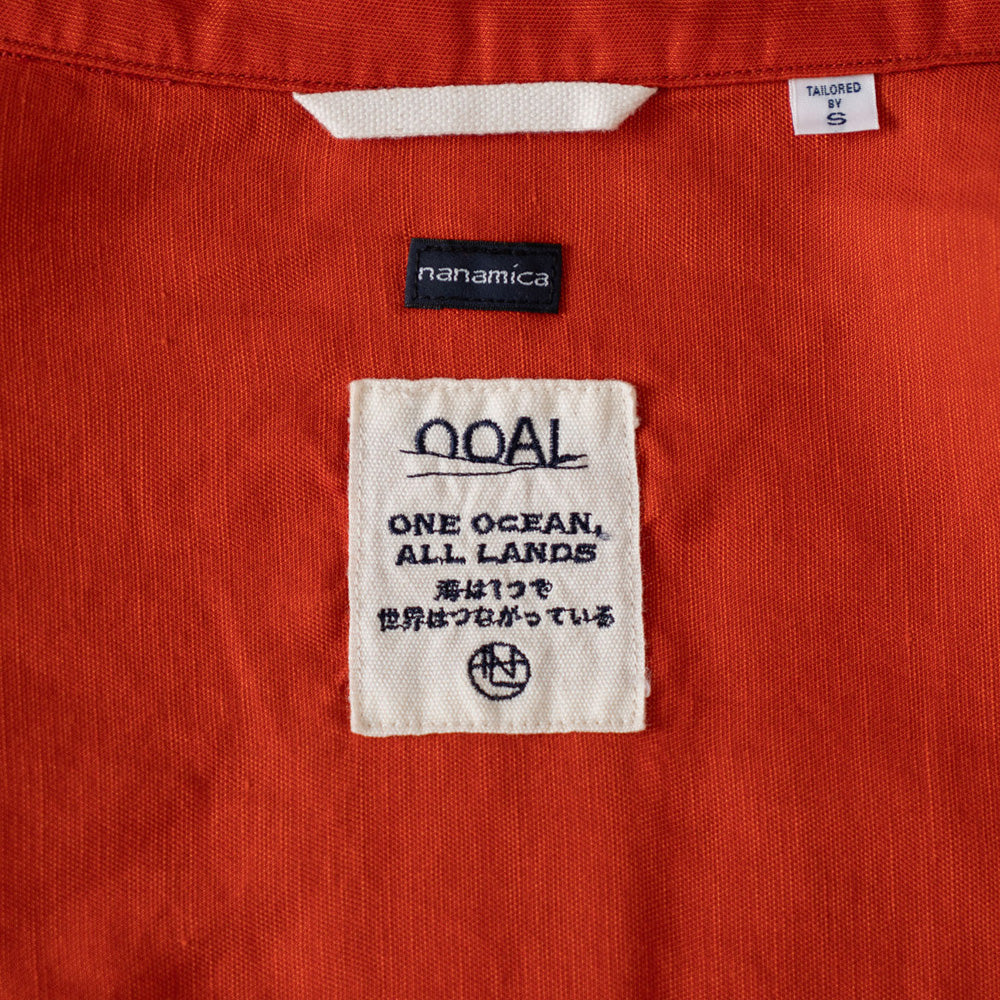 TAILORED
BY
S
nanamica
OOAL
ONE OCEAN,
ALL LANDS
海は1つで
世界はつながっている